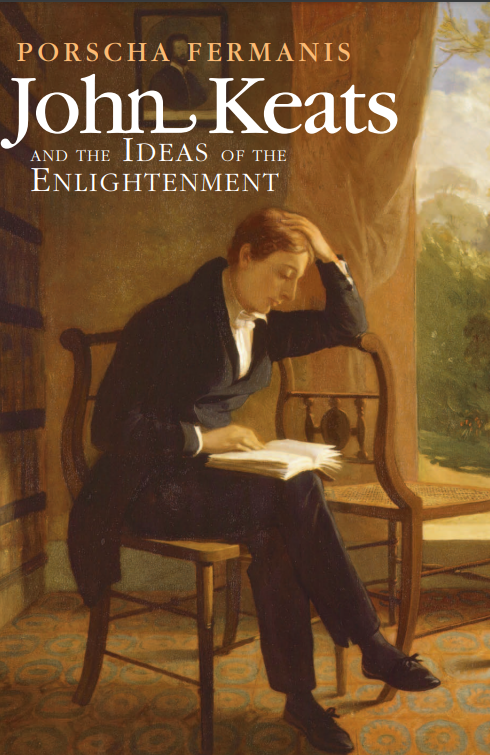 PORSCHA FERMANIS
John Keats
AND THE IDEAS OF THE
ENLIGHTENMENT